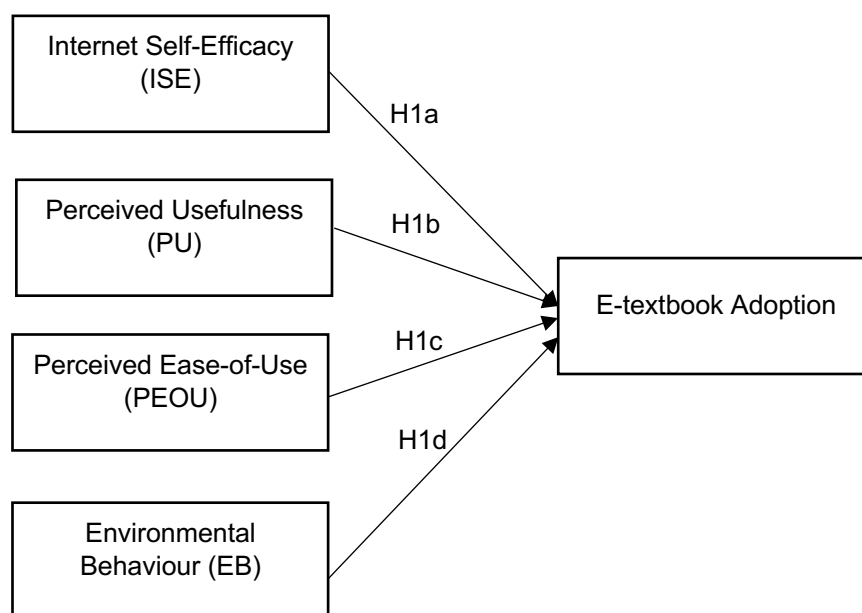 Internet Self-Efficacy
(ISE)
H1a
Perceived Usefulness
(PU)
H1b
E-textbook Adoption
Perceived Ease-of-Use
(PEOU)
H1c
H1d
Environmental
Behaviour (EB)